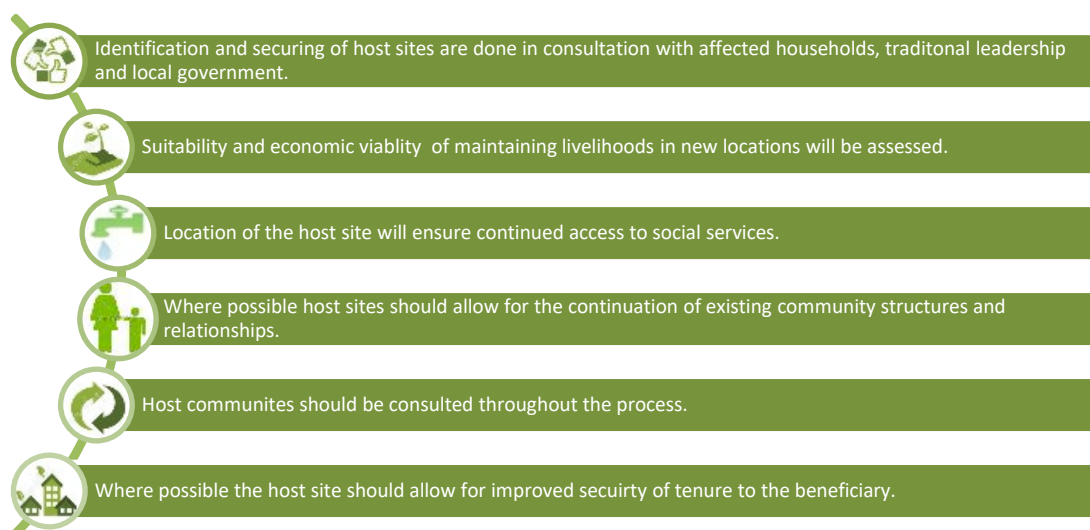 Identification and securing of host sites are done in consultation with affected households, traditonal leadership
and local government.
Suitability and economic viablity of maintaining livelihoods in new locations will be assessed.
Location of the host site will ensure continued access to social services.
Where possible host sites should allow for the continuation of existing community structures and
relationships.
Host communites should be consulted throughout the process.
Where possible the host site should allow for improved secuirty of tenure to the beneficiary.